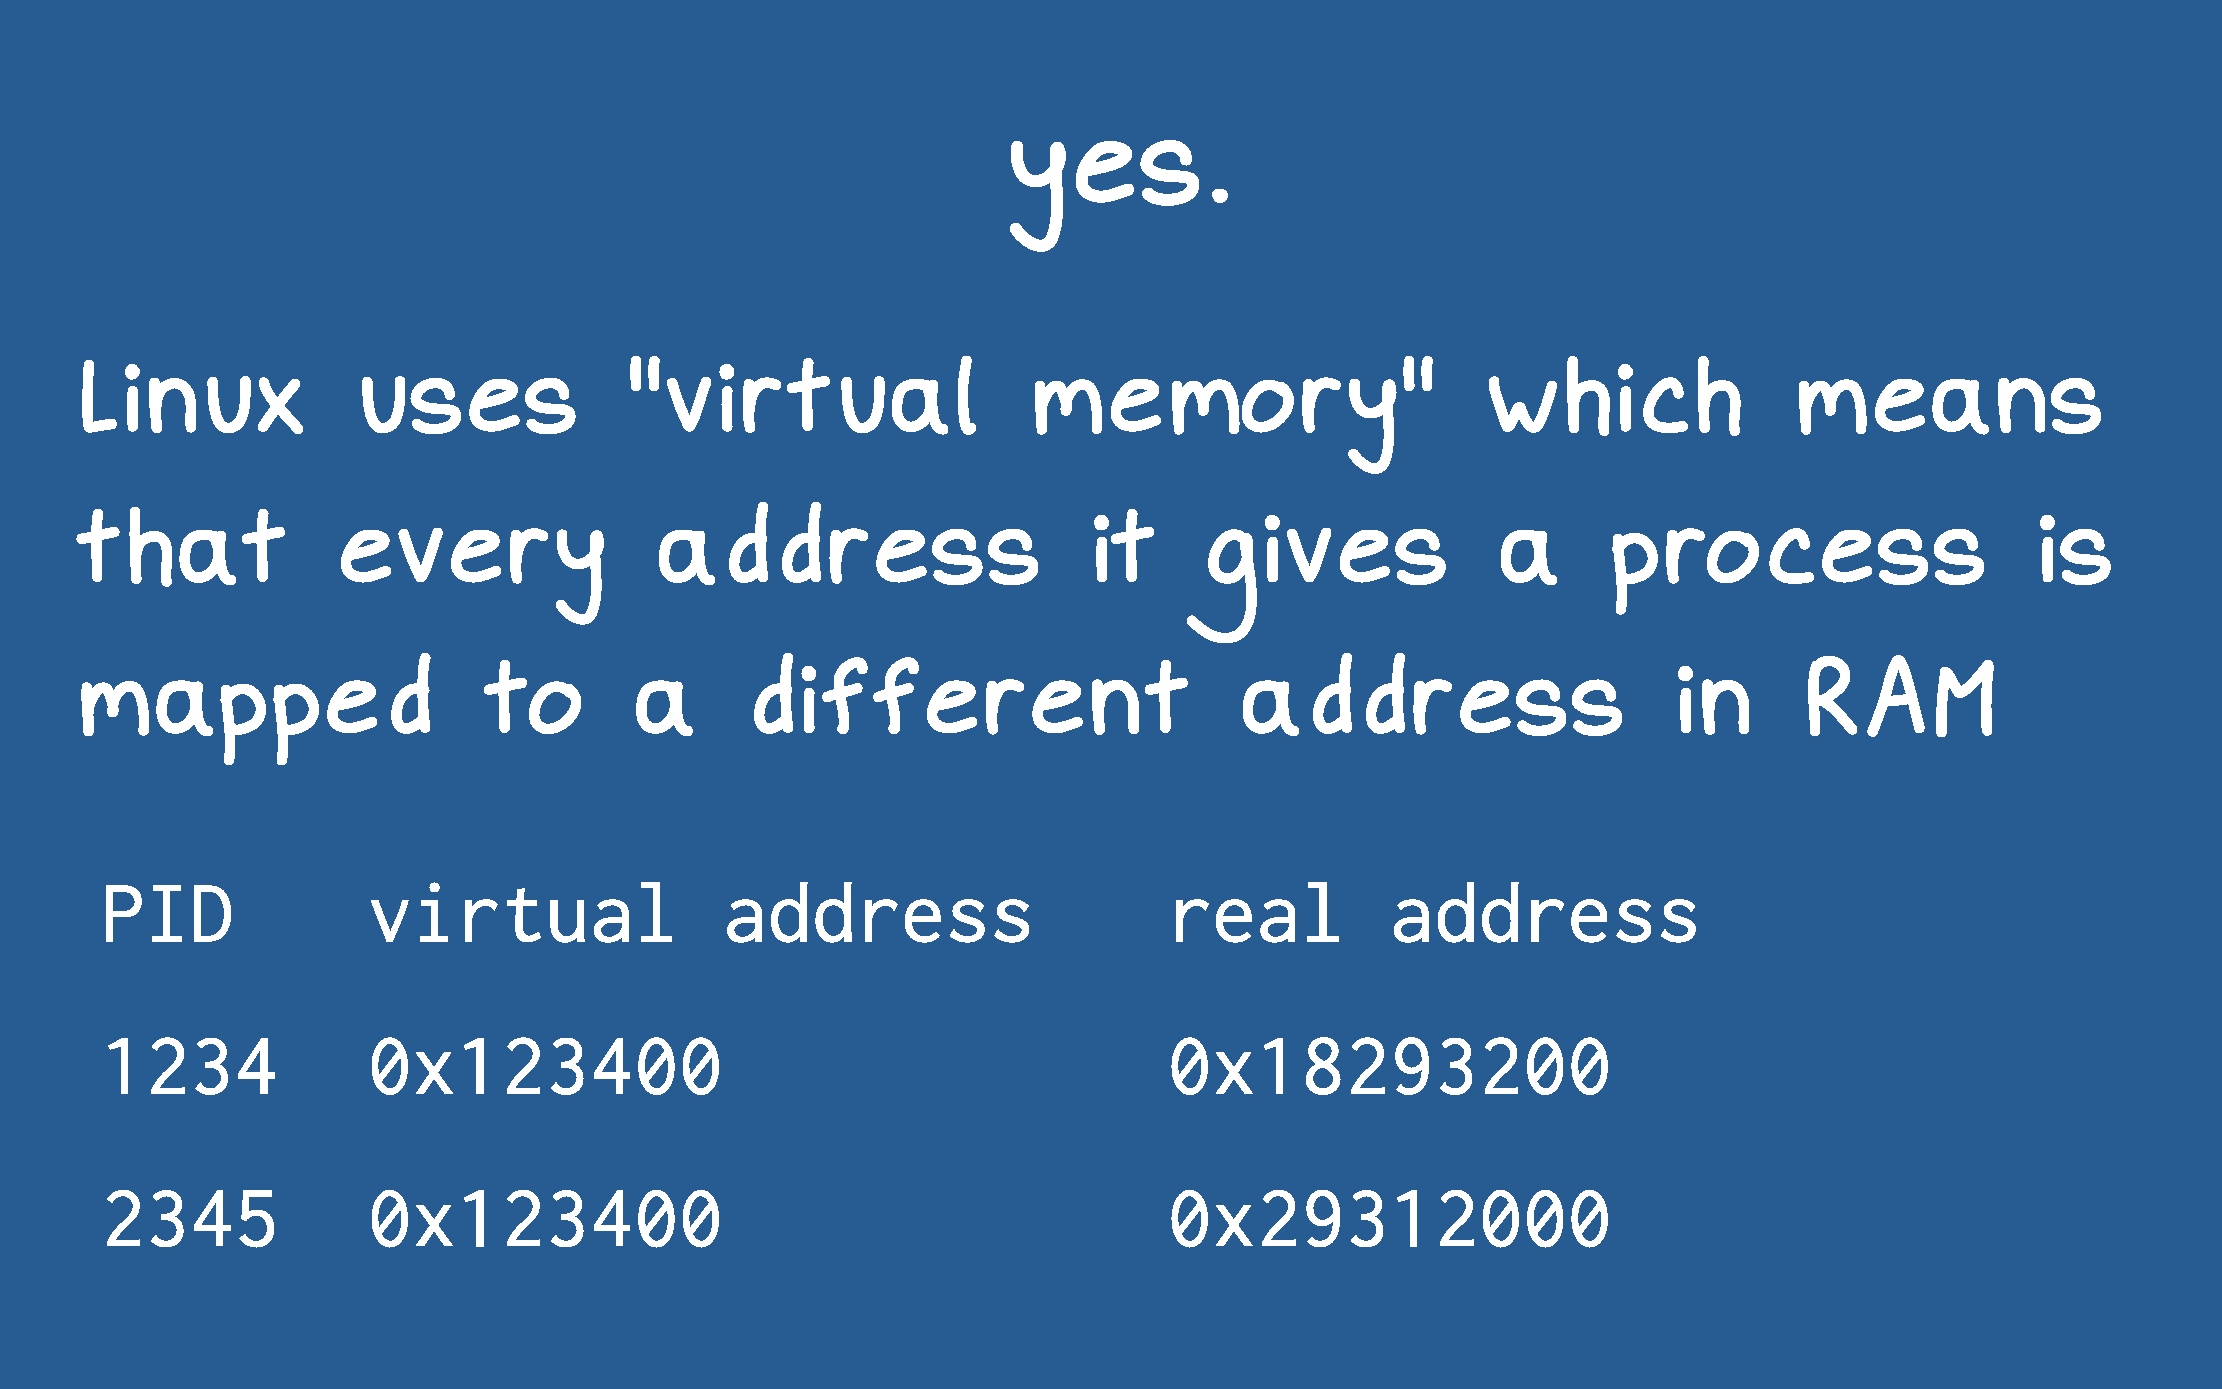 yes.
Linux uses "virtual memory" which means
that every address it gives a process is
mapped to a different address in RAM
PID virtual address real address
1234 0x123400 0x18293200
2345 0x123400 0x29312000